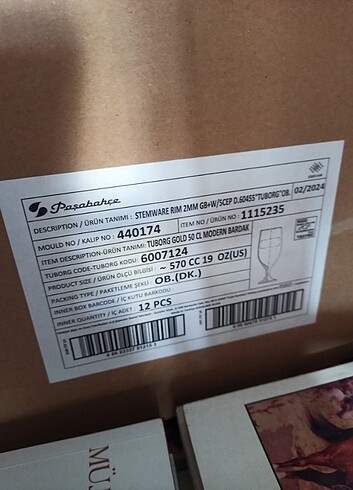 Paşabahçe
DESCRIPTION / ÜRÜN TANIMI : STEMWARE RIM 2MM GB+W/5CEP D.60455"TUBORG"OB. 02/2024
MOULD NO / KALIP NO : 440174 ITEM NO / ÜRÜN NO : 1115235
ITEM DESCRIPTION-ÜRÜN TANIMI: TUBORG GOLD 50 CL MODERN BARDAK
TUBORG CODE-TUBORG KODU: 6007124
PRODUCT SIZE / ÜRÜN ÖLÇÜ BİLGİSİ : ~ 570 CC 19 OZ(US)
PACKING TYPE / PAKETLEME ŞEKLİ : OB.(DK.)
INNER BOX BARCODE / İÇ KUTU BARKODU :
INNER QUANTITY / İÇ ADET : 12 PCS
MÜ